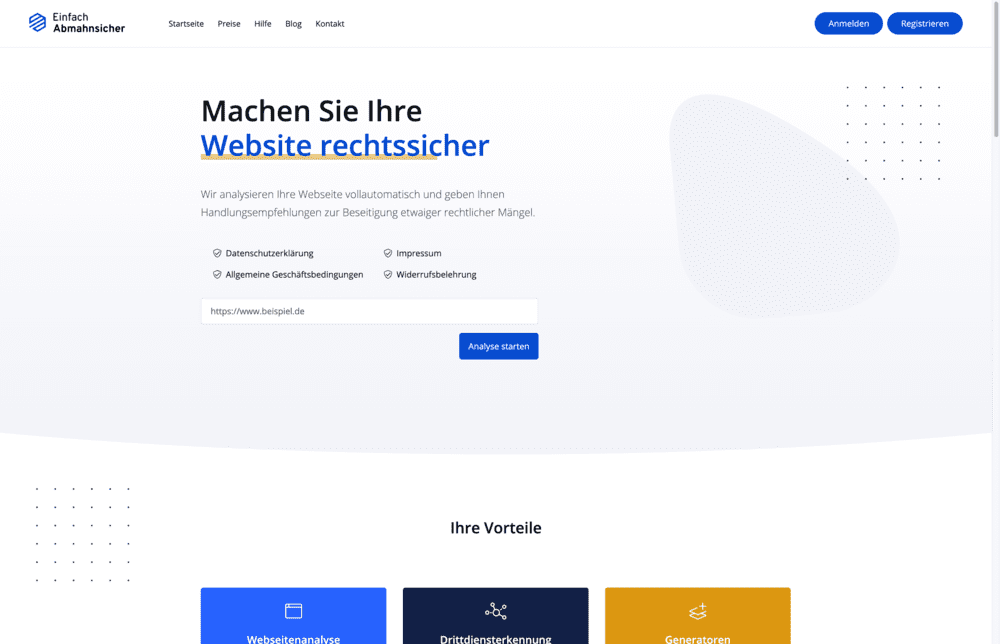 Einfach
Abmahnsicher
Startseite Preise Hilfe Blog Kontakt
Anmelden Registrieren
Machen Sie Ihre
Website rechtssicher
Wir analysieren Ihre Webseite vollautomatisch und geben Ihnen
Handlungsempfehlungen zur Beseitigung etwaiger rechtlicher Mängel.
Datenschutzerklärung Impressum
Allgemeine Geschäftsbedingungen Widerrufsbelehrung
https://www.beispiel.de
Analyse starten
Ihre Vorteile
Webseitenanalyse Drittdiensterkennung Generatoren